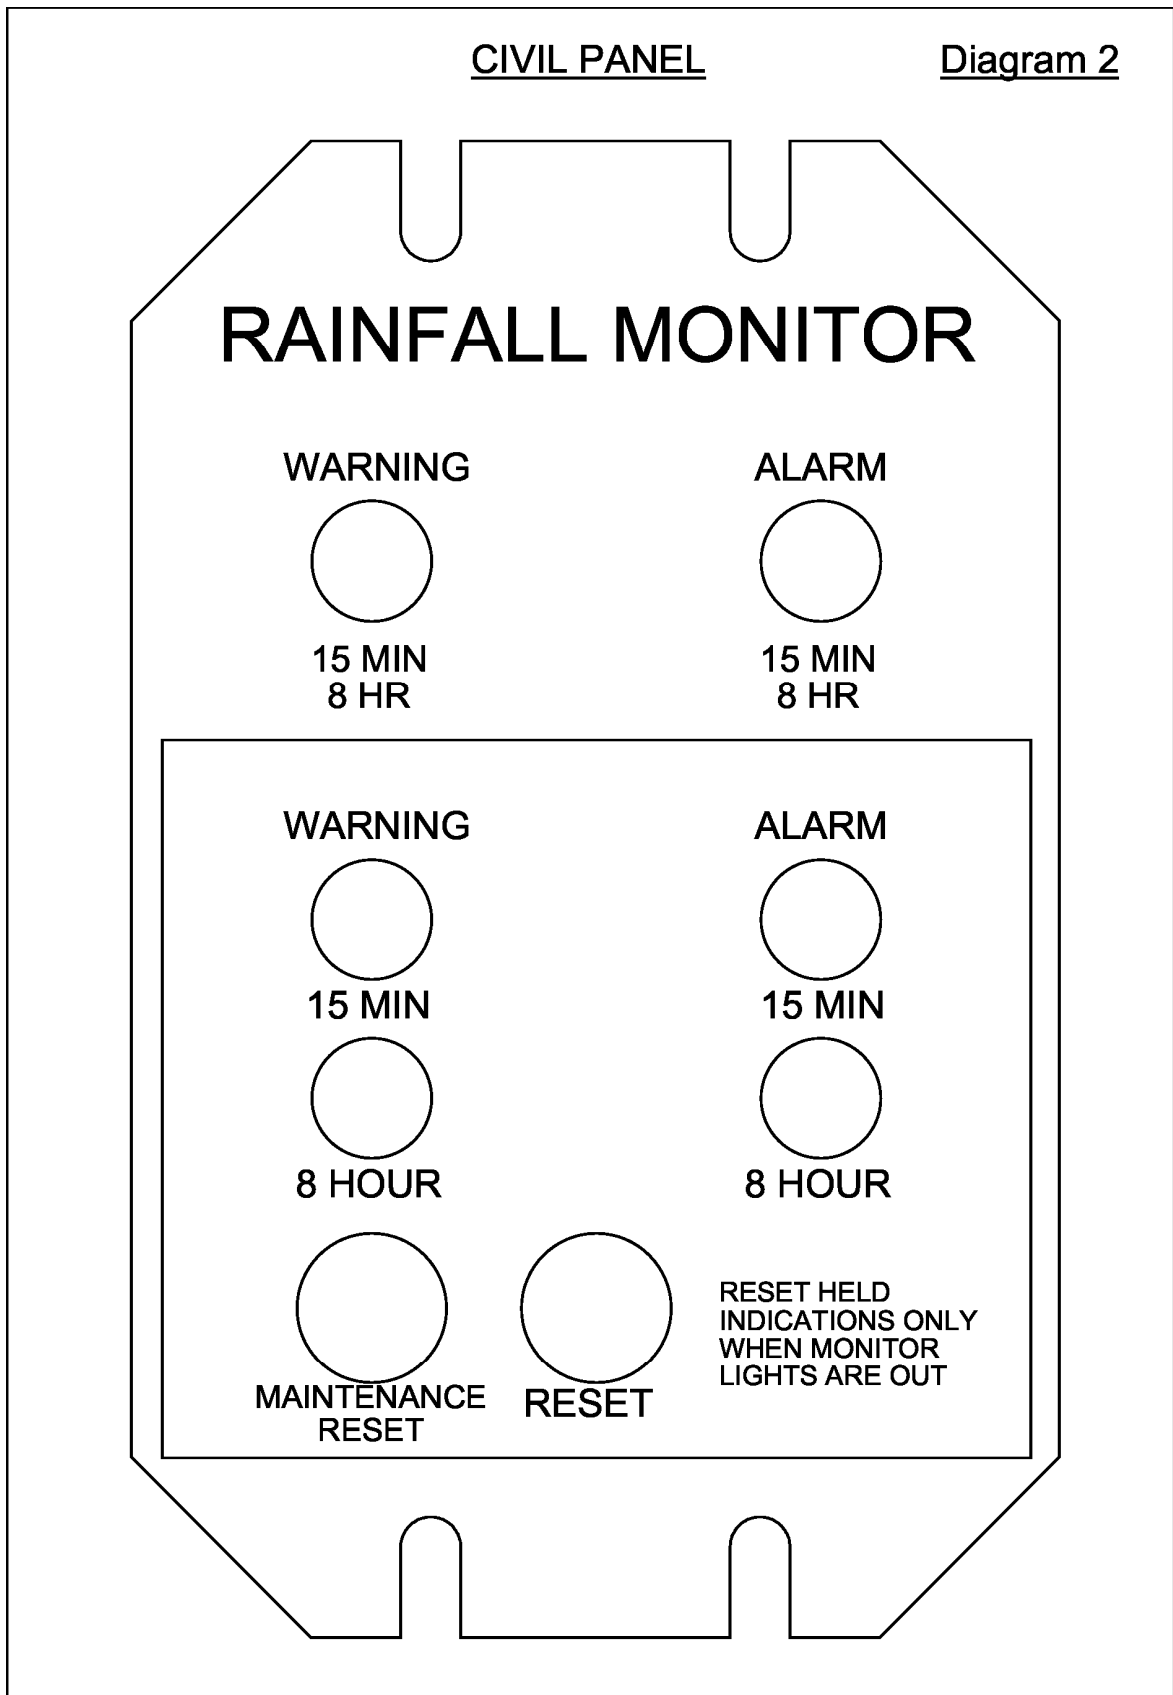 CIVIL PANEL
Diagram 2
RAINFALL MONITOR
WARNING
ALARM
15 MIN
8 HR
15 MIN
8 HR
WARNING
ALARM
15 MIN
15 MIN
8 HOUR
8 HOUR
MAINTENANCE
RESET
RESET
RESET HELD
INDICATIONS ONLY
WHEN MONITOR
LIGHTS ARE OUT